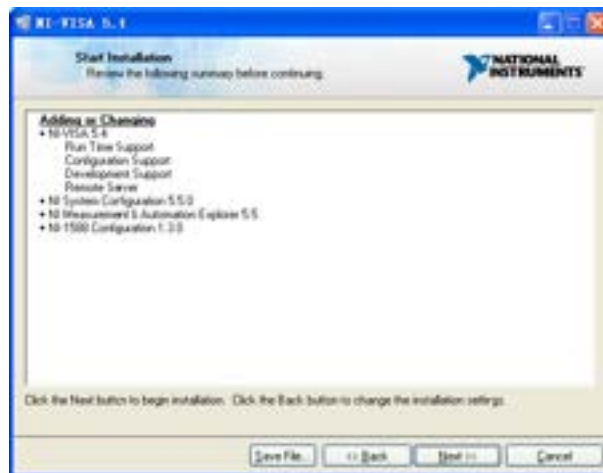 NI-VISA 5.4
Start Installation
Review the following summary before continuing.
NATIONAL
INSTRUMENTS
Adding or Changing
• NI-VISA 5.4
Run Time Support
Configuration Support
Development Support
Remote Server
• NI System Configuration 5.5.0
• NI Measurement & Automation Explorer 5.5
• NI-1588 Configuration 1.3.0
Click the Next button to begin installation. Click the Back button to change the installation settings.
Save File...
<< Back
Next >>
Cancel